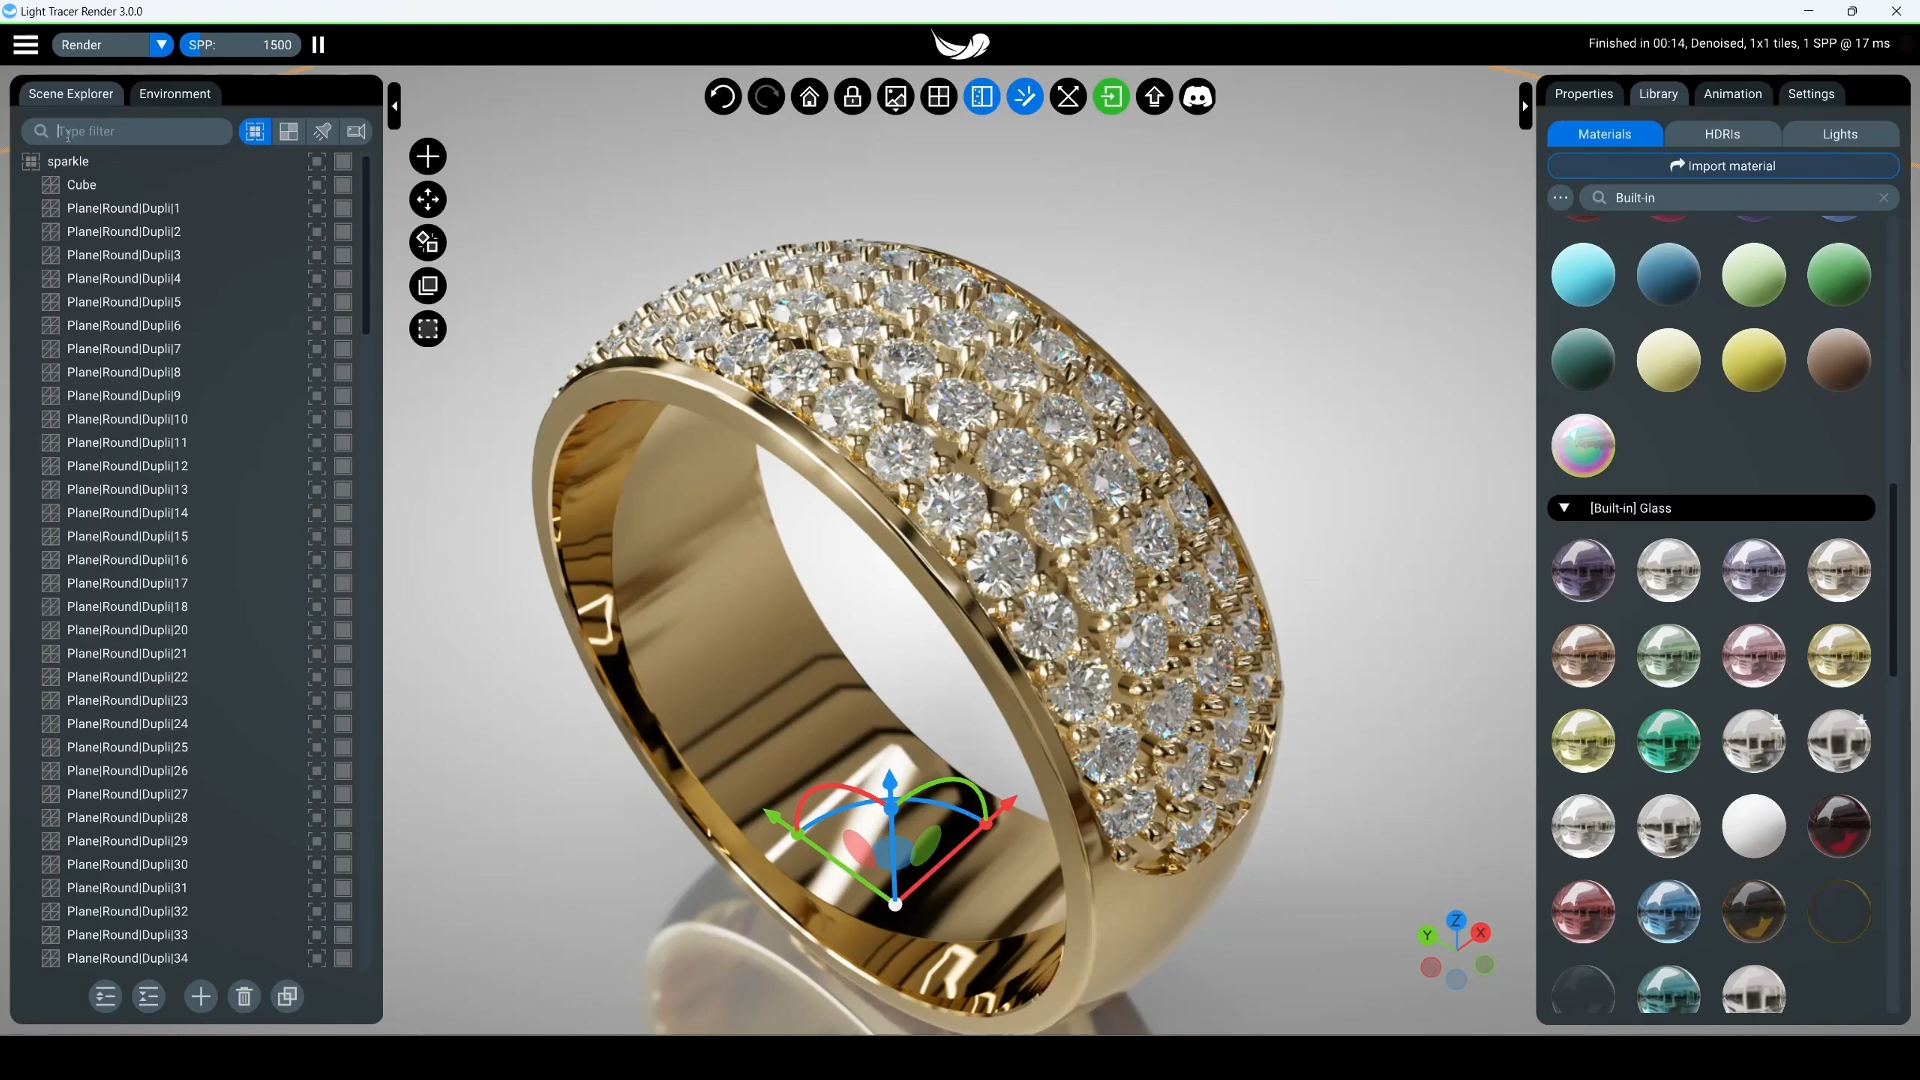 Light Tracer Render 3.0.0
Render
SPP: 1500
Finished in 00:14, Denoised, 1x1 tiles, 1 SPP @ 17 ms
Scene Explorer
Environment
Type filter
sparkle
Cube
Plane|Round|Dupli|1
Plane|Round|Dupli|2
Plane|Round|Dupli|3
Plane|Round|Dupli|4
Plane|Round|Dupli|5
Plane|Round|Dupli|6
Plane|Round|Dupli|7
Plane|Round|Dupli|8
Plane|Round|Dupli|9
Plane|Round|Dupli|10
Plane|Round|Dupli|11
Plane|Round|Dupli|12
Plane|Round|Dupli|13
Plane|Round|Dupli|14
Plane|Round|Dupli|15
Plane|Round|Dupli|16
Plane|Round|Dupli|17
Plane|Round|Dupli|18
Plane|Round|Dupli|20
Plane|Round|Dupli|21
Plane|Round|Dupli|22
Plane|Round|Dupli|23
Plane|Round|Dupli|24
Plane|Round|Dupli|25
Plane|Round|Dupli|26
Plane|Round|Dupli|27
Plane|Round|Dupli|28
Plane|Round|Dupli|29
Plane|Round|Dupli|30
Plane|Round|Dupli|31
Plane|Round|Dupli|32
Plane|Round|Dupli|33
Plane|Round|Dupli|34
Z
Y
X
Properties
Library
Animation
Settings
Materials
HDRIs
Lights
Import material
Built-in
[Built-in] Glass